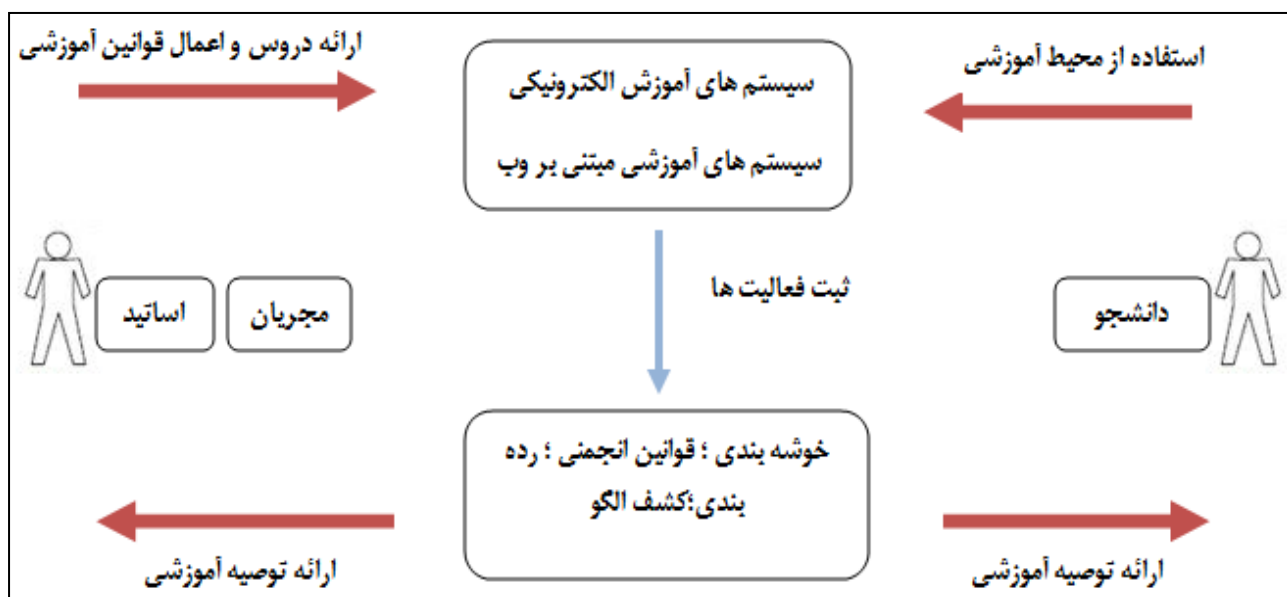 استفاده از محیط آموزشی
سیستم های آموزش الکترونیکی
سیستم های آموزشی مبتنی بر وب
ارائه دروس و اعمال قوانین آموزشی
دانشجو
ثبت فعالیت ها
مجریان
اساتید
خوشه بندی ؛ قوانین انجمنی ؛ رده
بندی؛کشف الگو
ارائه توصیه آموزشی
ارائه توصیه آموزشی